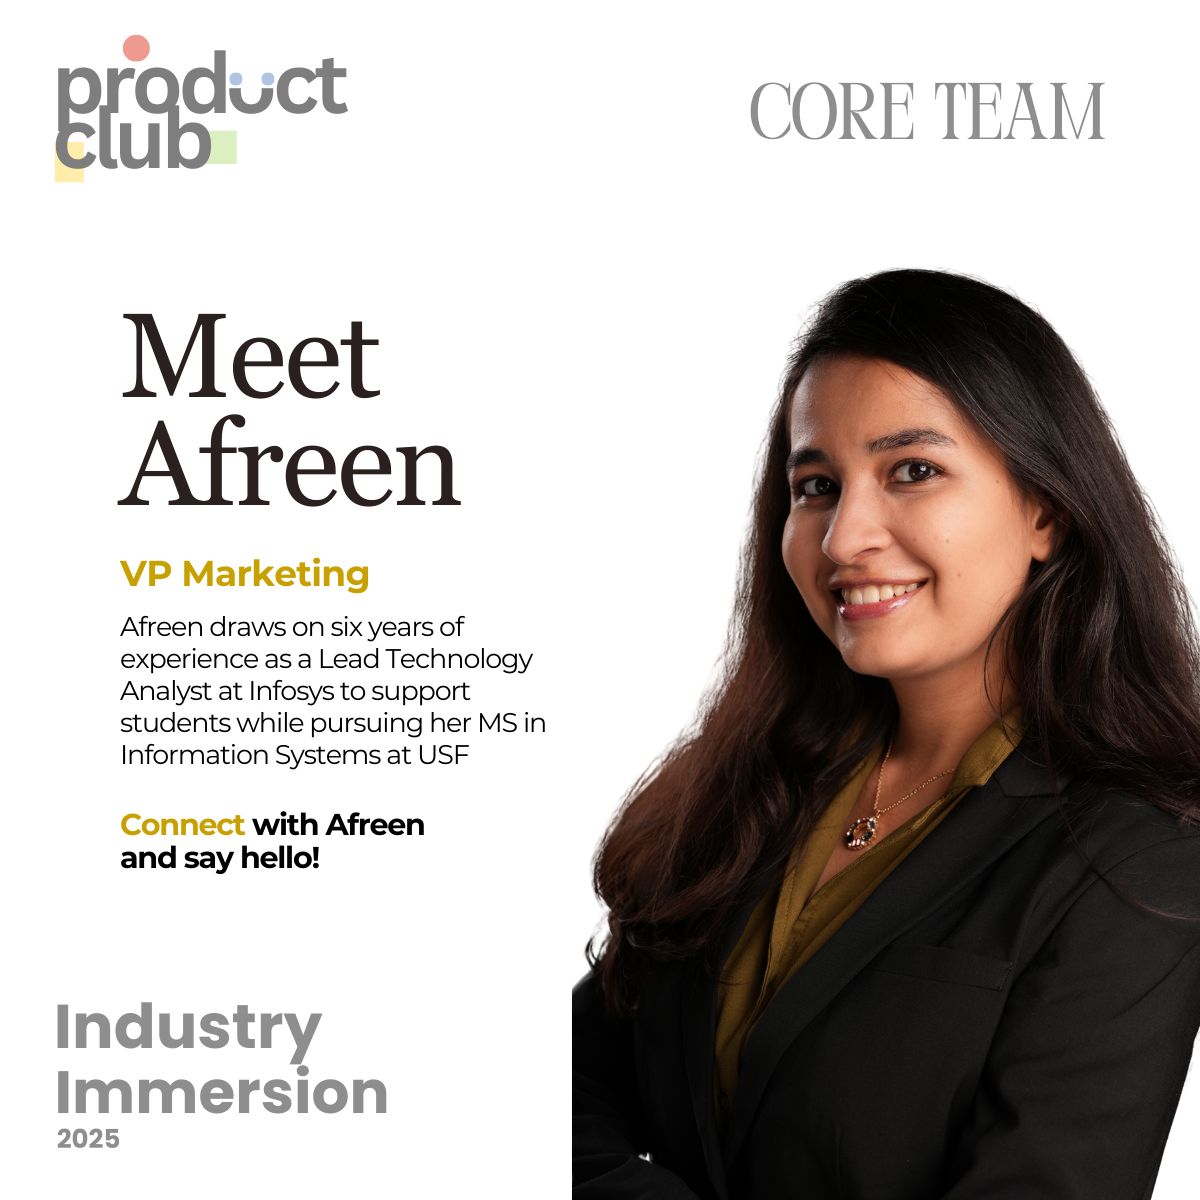 product
club
CORE TEAM
Meet
Afreen
VP Marketing
Afreen draws on six years of
experience as a Lead Technology
Analyst at Infosys to support
students while pursuing her MS in
Information Systems at USF
Connect with Afreen
and say hello!
Industry
Immersion
2025